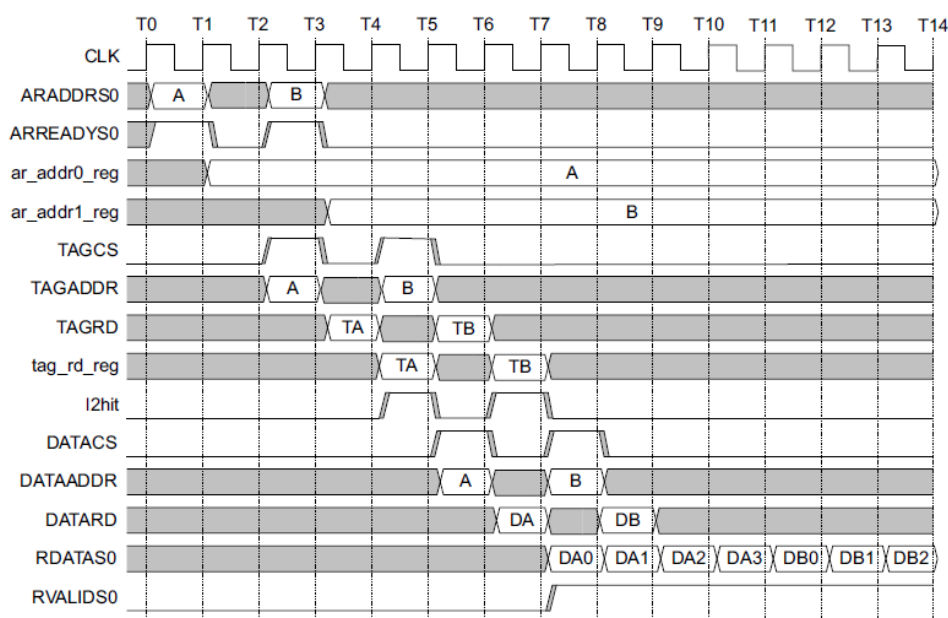 T0 T1 T2 T3 T4 T5 T6 T7 T8 T9 T10 T11 T12 T13 T14
CLK
ARADDRS0 A B
ARREADYS0
ar_addr0_reg A
ar_addr1_reg B
TAGCS
TAGADDR A B
TAGRD TA TB
tag_rd_reg TA TB
l2hit
DATACS
DATAADDR A B
DATARD DA DB
RDATAS0 DA0 DA1 DA2 DA3 DB0 DB1 DB2
RVALIDS0